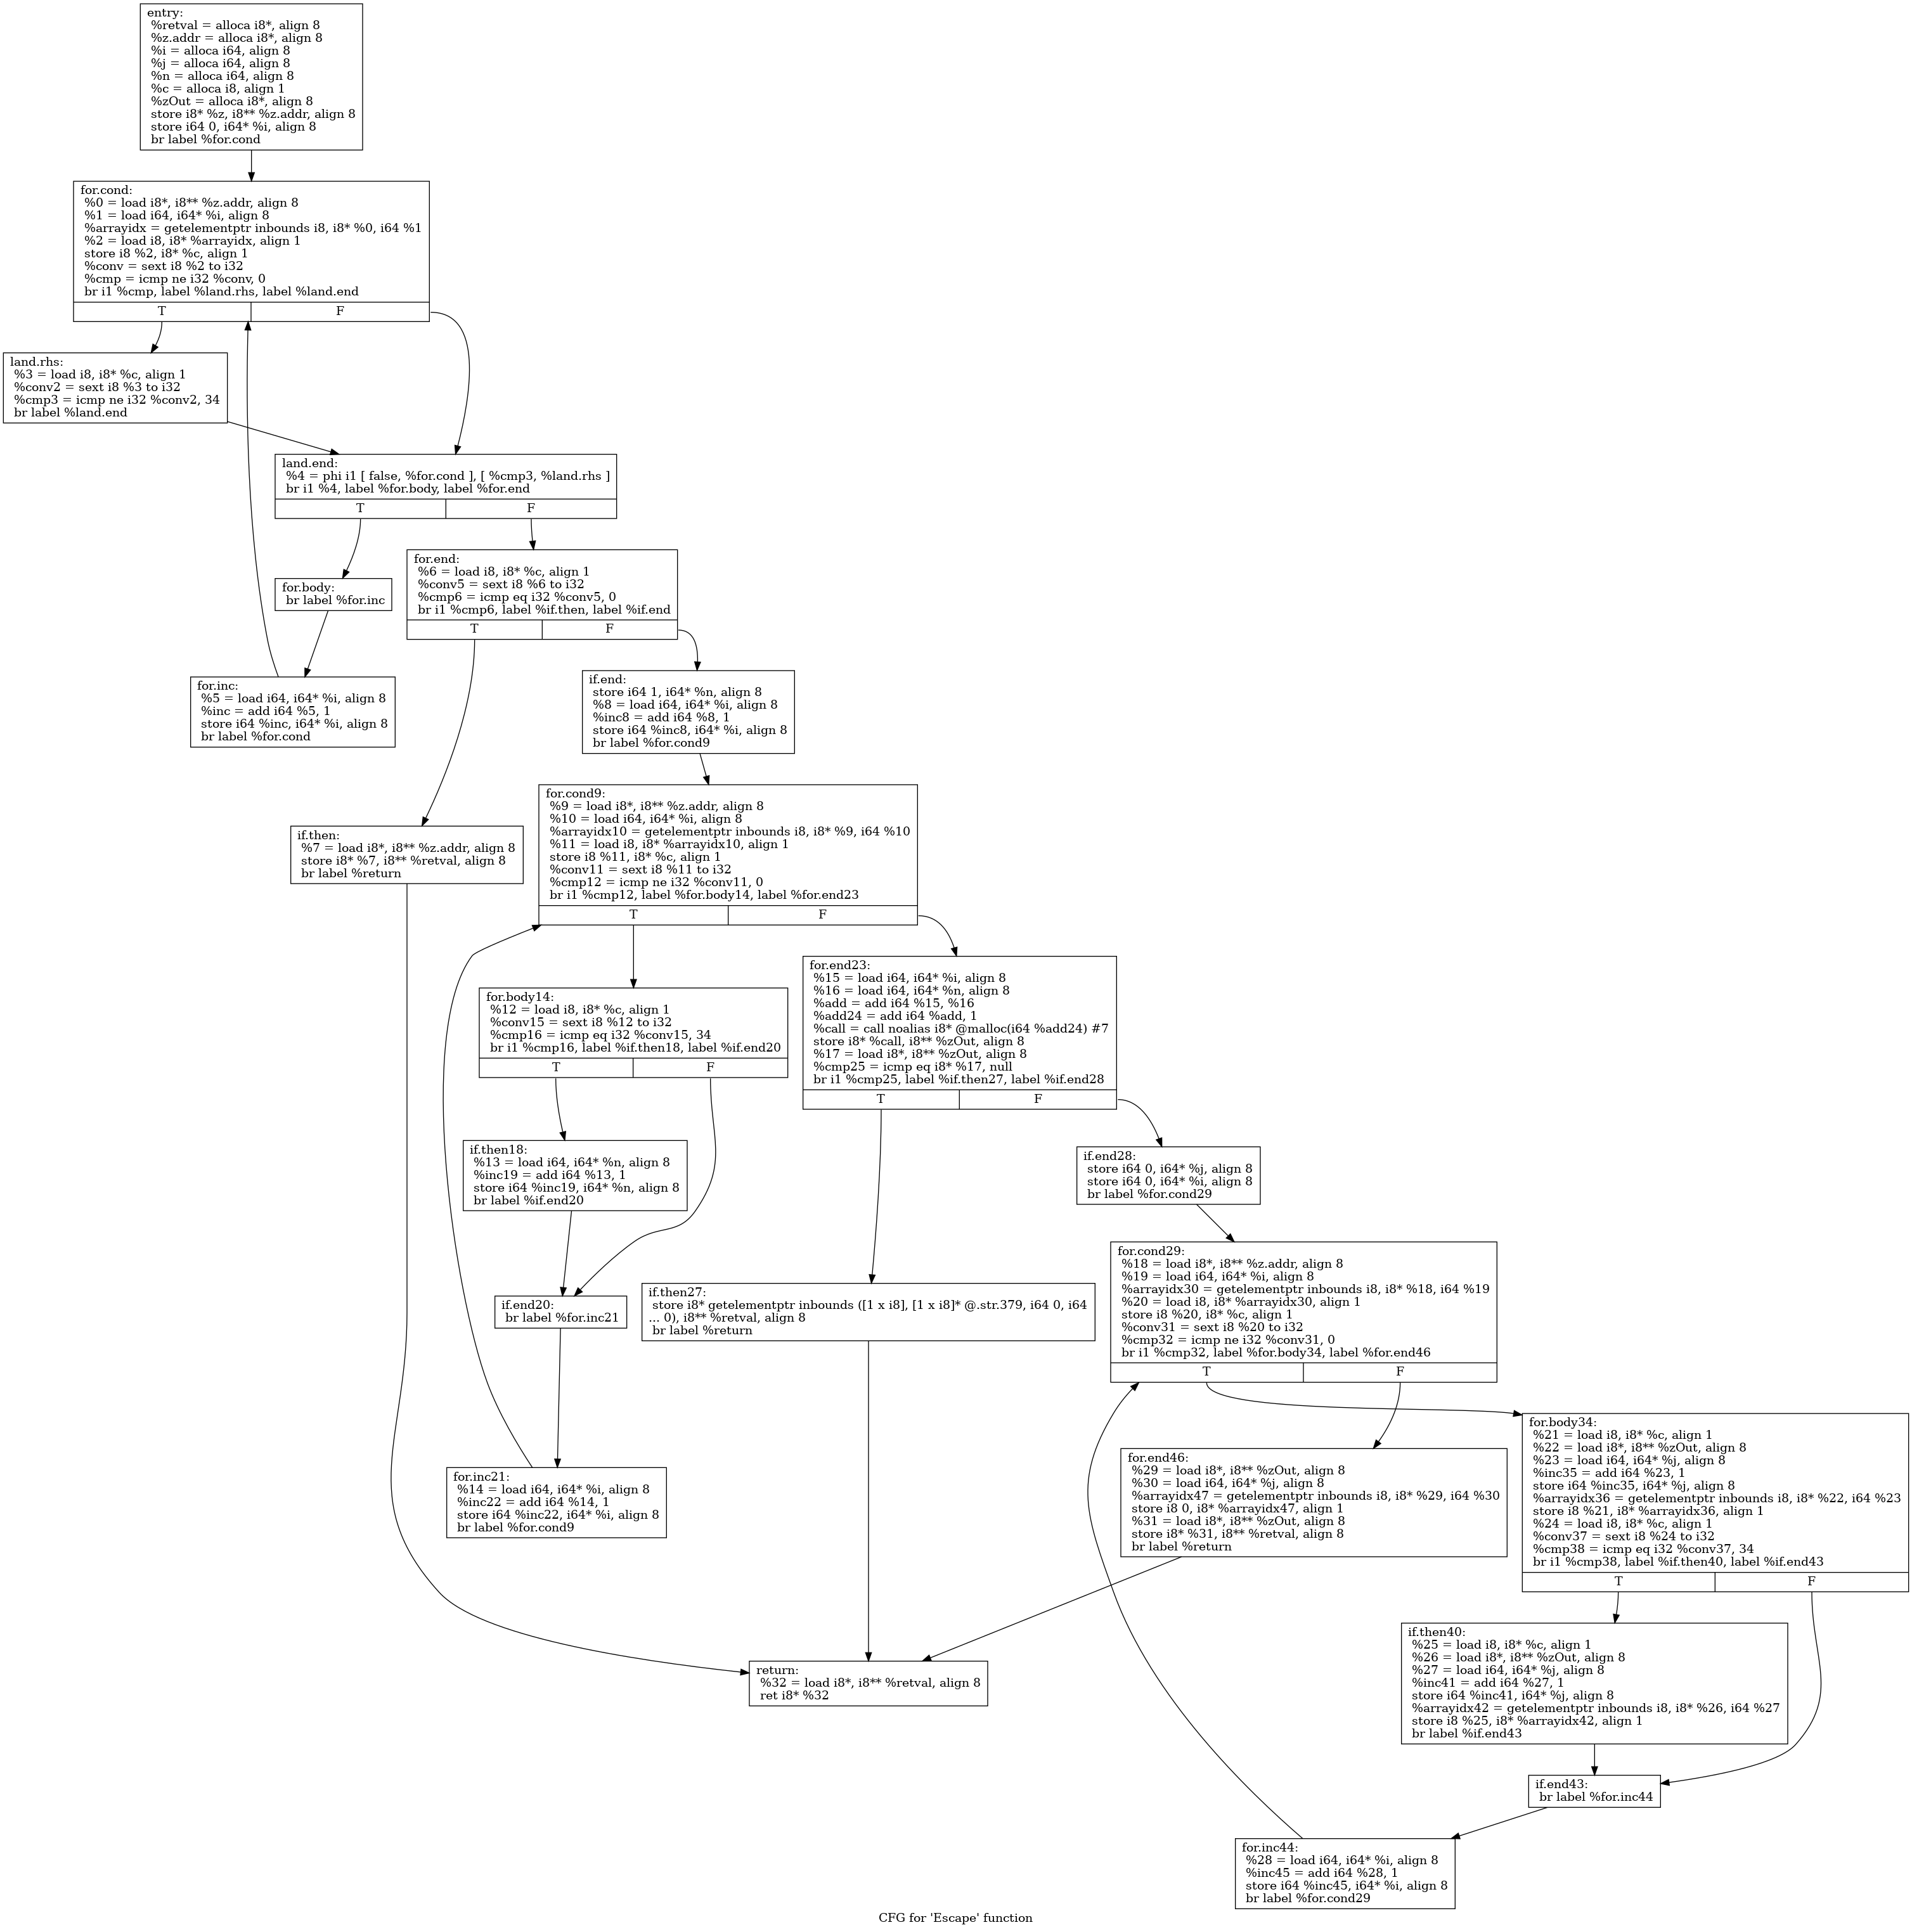 entry:
%retval = alloca i8*, align 8
%z.addr = alloca i8*, align 8
%i = alloca i64, align 8
%j = alloca i64, align 8
%n = alloca i64, align 8
%c = alloca i8, align 1
%zOut = alloca i8*, align 8
store i8* %z, i8** %z.addr, align 8
store i64 0, i64* %i, align 8
br label %for.cond
for.cond:
%0 = load i8*, i8** %z.addr, align 8
%1 = load i64, i64* %i, align 8
%arrayidx = getelementptr inbounds i8, i8* %0, i64 %1
%2 = load i8, i8* %arrayidx, align 1
store i8 %2, i8* %c, align 1
%conv = sext i8 %2 to i32
%cmp = icmp ne i32 %conv, 0
br i1 %cmp, label %land.rhs, label %land.end
T F
land.rhs:
%3 = load i8, i8* %c, align 1
%conv2 = sext i8 %3 to i32
%cmp3 = icmp ne i32 %conv2, 34
br label %land.end
land.end:
%4 = phi i1 [ false, %for.cond ], [ %cmp3, %land.rhs ]
br i1 %4, label %for.body, label %for.end
T F
for.body:
br label %for.inc
for.end:
%6 = load i8, i8* %c, align 1
%conv5 = sext i8 %6 to i32
%cmp6 = icmp eq i32 %conv5, 0
br i1 %cmp6, label %if.then, label %if.end
T F
for.inc:
%5 = load i64, i64* %i, align 8
%inc = add i64 %5, 1
store i64 %inc, i64* %i, align 8
br label %for.cond
if.end:
store i64 1, i64* %n, align 8
%8 = load i64, i64* %i, align 8
%inc8 = add i64 %8, 1
store i64 %inc8, i64* %i, align 8
br label %for.cond9
if.then:
%7 = load i8*, i8** %z.addr, align 8
store i8* %7, i8** %retval, align 8
br label %return
for.cond9:
%9 = load i8*, i8** %z.addr, align 8
%10 = load i64, i64* %i, align 8
%arrayidx10 = getelementptr inbounds i8, i8* %9, i64 %10
%11 = load i8, i8* %arrayidx10, align 1
store i8 %11, i8* %c, align 1
%conv11 = sext i8 %11 to i32
%cmp12 = icmp ne i32 %conv11, 0
br i1 %cmp12, label %for.body14, label %for.end23
T F
for.body14:
%12 = load i8, i8* %c, align 1
%conv15 = sext i8 %12 to i32
%cmp16 = icmp eq i32 %conv15, 34
br i1 %cmp16, label %if.then18, label %if.end20
T F
for.end23:
%15 = load i64, i64* %i, align 8
%16 = load i64, i64* %n, align 8
%add = add i64 %15, %16
%add24 = add i64 %add, 1
%call = call noalias i8* @malloc(i64 %add24) #7
store i8* %call, i8** %zOut, align 8
%17 = load i8*, i8** %zOut, align 8
%cmp25 = icmp eq i8* %17, null
br i1 %cmp25, label %if.then27, label %if.end28
T F
if.then18:
%13 = load i64, i64* %n, align 8
%inc19 = add i64 %13, 1
store i64 %inc19, i64* %n, align 8
br label %if.end20
if.end28:
store i64 0, i64* %j, align 8
store i64 0, i64* %i, align 8
br label %for.cond29
if.end20:
br label %for.inc21
if.then27:
store i8* getelementptr inbounds ([1 x i8], [1 x i8]* @.str.379, i64 0, i64
... 0), i8** %retval, align 8
br label %return
for.cond29:
%18 = load i8*, i8** %z.addr, align 8
%19 = load i64, i64* %i, align 8
%arrayidx30 = getelementptr inbounds i8, i8* %18, i64 %19
%20 = load i8, i8* %arrayidx30, align 1
store i8 %20, i8* %c, align 1
%conv31 = sext i8 %20 to i32
%cmp32 = icmp ne i32 %conv31, 0
br i1 %cmp32, label %for.body34, label %for.end46
T F
for.inc21:
%14 = load i64, i64* %i, align 8
%inc22 = add i64 %14, 1
store i64 %inc22, i64* %i, align 8
br label %for.cond9
for.end46:
%29 = load i8*, i8** %zOut, align 8
%30 = load i64, i64* %j, align 8
%arrayidx47 = getelementptr inbounds i8, i8* %29, i64 %30
store i8 0, i8* %arrayidx47, align 1
%31 = load i8*, i8** %zOut, align 8
store i8* %31, i8** %retval, align 8
br label %return
for.body34:
%21 = load i8, i8* %c, align 1
%22 = load i8*, i8** %zOut, align 8
%23 = load i64, i64* %j, align 8
%inc35 = add i64 %23, 1
store i64 %inc35, i64* %j, align 8
%arrayidx36 = getelementptr inbounds i8, i8* %22, i64 %23
store i8 %21, i8* %arrayidx36, align 1
%24 = load i8, i8* %c, align 1
%conv37 = sext i8 %24 to i32
%cmp38 = icmp eq i32 %conv37, 34
br i1 %cmp38, label %if.then40, label %if.end43
T F
return:
%32 = load i8*, i8** %retval, align 8
ret i8* %32
if.then40:
%25 = load i8, i8* %c, align 1
%26 = load i8*, i8** %zOut, align 8
%27 = load i64, i64* %j, align 8
%inc41 = add i64 %27, 1
store i64 %inc41, i64* %j, align 8
%arrayidx42 = getelementptr inbounds i8, i8* %26, i64 %27
store i8 %25, i8* %arrayidx42, align 1
br label %if.end43
if.end43:
br label %for.inc44
for.inc44:
%28 = load i64, i64* %i, align 8
%inc45 = add i64 %28, 1
store i64 %inc45, i64* %i, align 8
br label %for.cond29
CFG for 'Escape' function